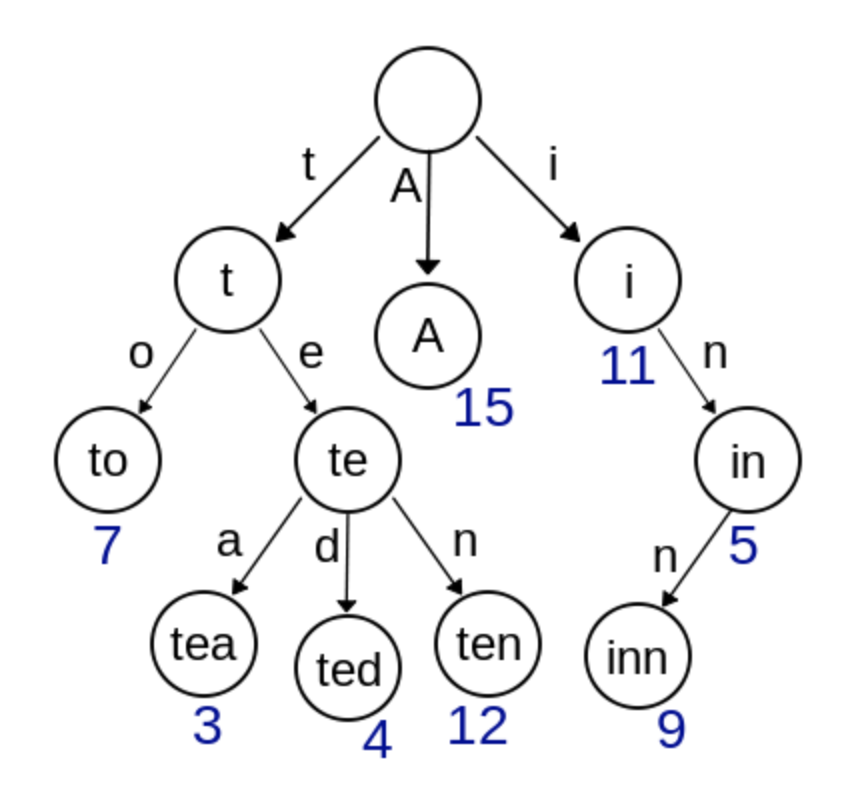 t A i
t A i
o e 15 11 n
to te in
7 a d n n 5
tea ted ten inn
3 4 12 9